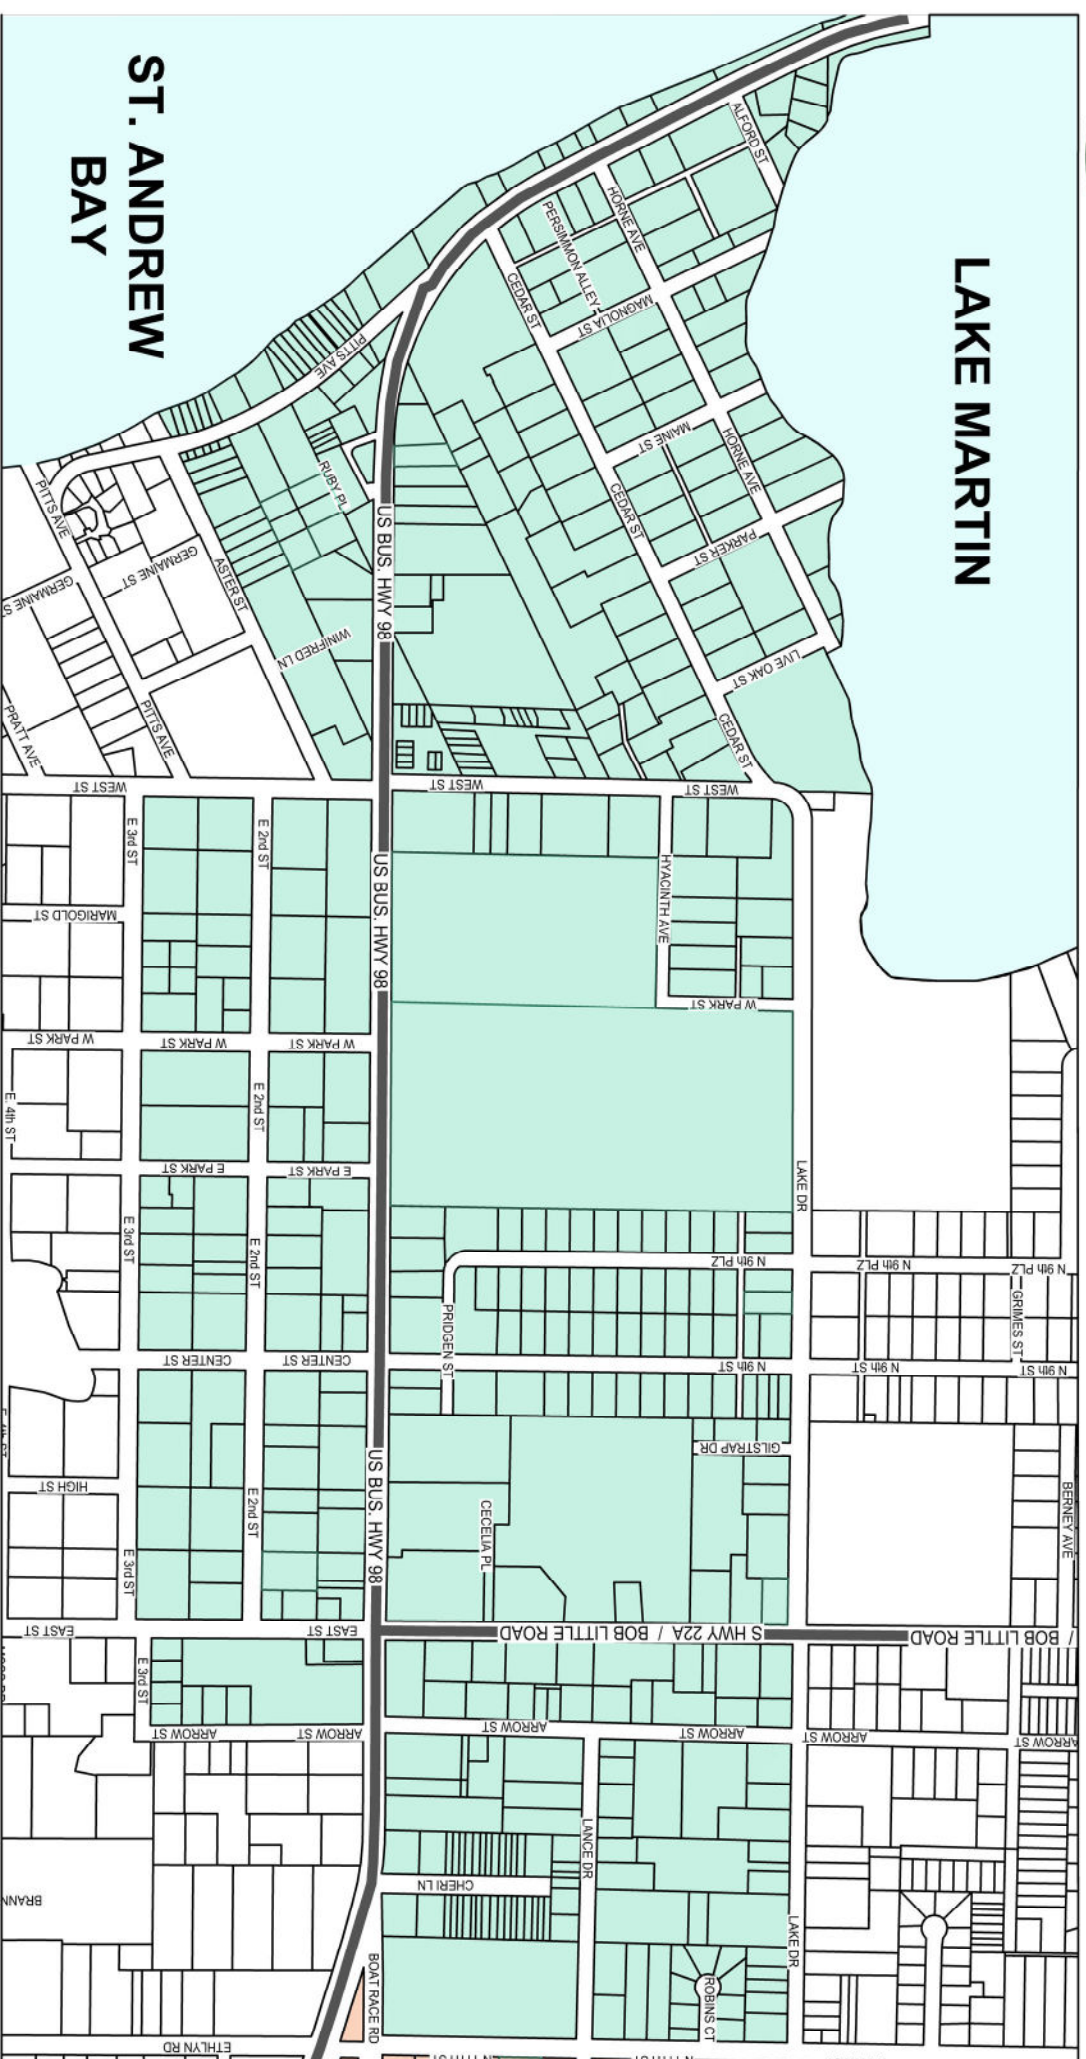 ST. ANDREW
BAY
LAKE MARTIN
ALFORD ST
HORNE AVE
PERSIMMON ALLEY
CEDAR ST
MAGNOLIA ST
PITTS AVE
MAINE ST
HORNE AVE
RUBY PL
CEDAR ST
PARKER ST
PITTS AVE
US BUS. HWY 98
GERMAINE ST
ASTER ST
GERMAINE S
WINIFRED LN
LIVE OAK ST
PRATT AVE
PITTS AVE
CEDAR ST
WEST ST
WEST ST
WEST ST
E 3rd ST
E 2nd ST
US BUS. HWY 98
HYACINTH AVE
MARIGOLD ST
W PARK ST
W PARK ST
W PARK ST
W PARK ST
E. 4th ST
E 2nd ST
E PARK ST
E PARK ST
LAKE DR
E 3rd ST
E 2nd ST
N 9th PLZ
N 9th PLZ
N 9th PLZ
PRIDGEN ST
GRIMES ST
CENTER ST
CENTER ST
N 9th ST
N 9th ST
N 9th ST
GILSTRAP DR
US BUS. HWY 98
HIGH ST
E 2nd ST
CECELIA PL
BERNEY AVE
E 3rd ST
EAST ST
EAST ST
S HWY 22A / BOB LITTLE ROAD
/ BOB LITTLE ROAD
E 3rd ST
ARROW ST
ARROW ST
ARROW ST
ARROW ST
ARROW ST
ARROW ST
LANCE DR
CHERI LN
BRANN
LAKE DR
BOAT RACE RD
ROBINS CT
ETHLYN RD